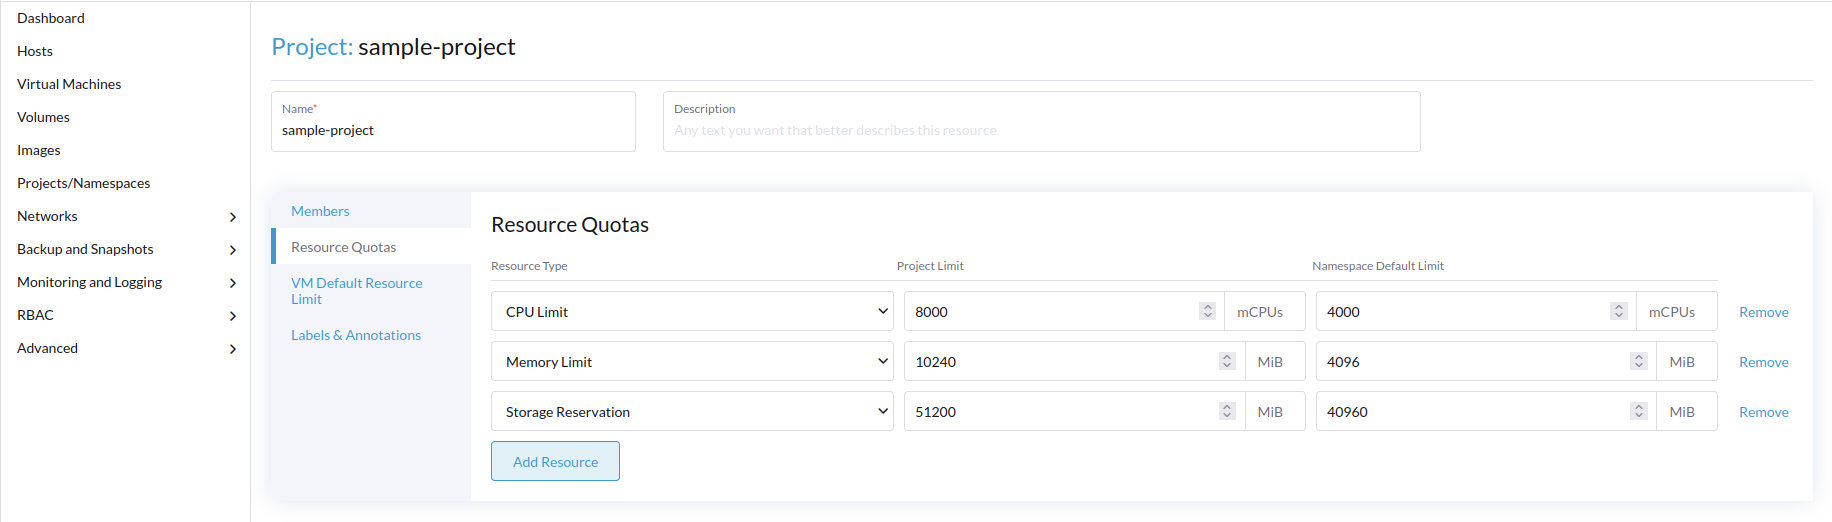 Dashboard
Hosts
Virtual Machines
Volumes
Images
Projects/Namespaces
Networks
Backup and Snapshots
Monitoring and Logging
RBAC
Advanced
Project: sample-project
Name*
sample-project
Description
Any text you want that better describes this resource
Members
Resource Quotas
VM Default Resource
Limit
Labels & Annotations
Resource Quotas
Resource Type Project Limit Namespace Default Limit
CPU Limit 8000 mCPUs 4000 mCPUs Remove
Memory Limit 10240 MiB 4096 MiB Remove
Storage Reservation 51200 MiB 40960 MiB Remove
Add Resource